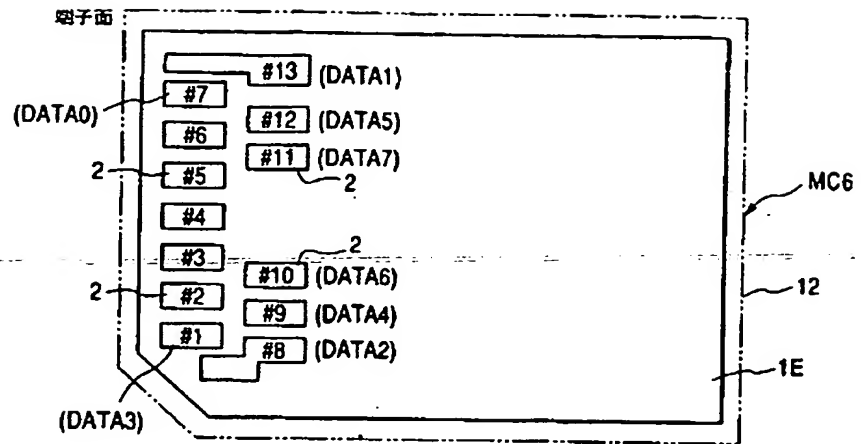 端子面
#13 (DATA1)
#7
(DATA0)
#12 (DATA5)
#6
#11 (DATA7)
2 #5
2
MC6
#4
#3
2
#10 (DATA6)
2 #2
12
#9 (DATA4)
#1
#8 (DATA2)
1E
(DATA3)